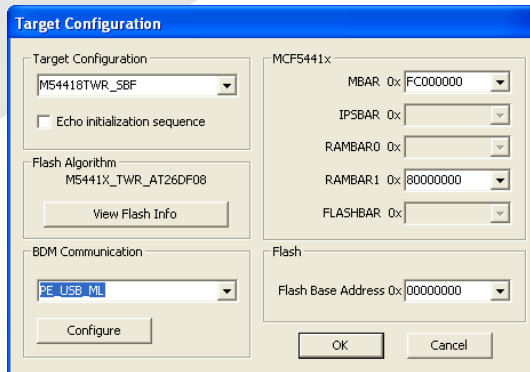 Target Configuration
Target Configuration
M54418TWR_SBF
Echo initialization sequence
Flash Algorithm
M5441X_TWR_AT26DF08
View Flash Info
BDM Communication
PE_USB_ML
Configure
MCF5441x
MBAR 0x FC000000
IPSBAR 0x
RAMBAR0 0x
RAMBAR1 0x 80000000
FLASHBAR 0x
Flash
Flash Base Address 0x 00000000
OK
Cancel